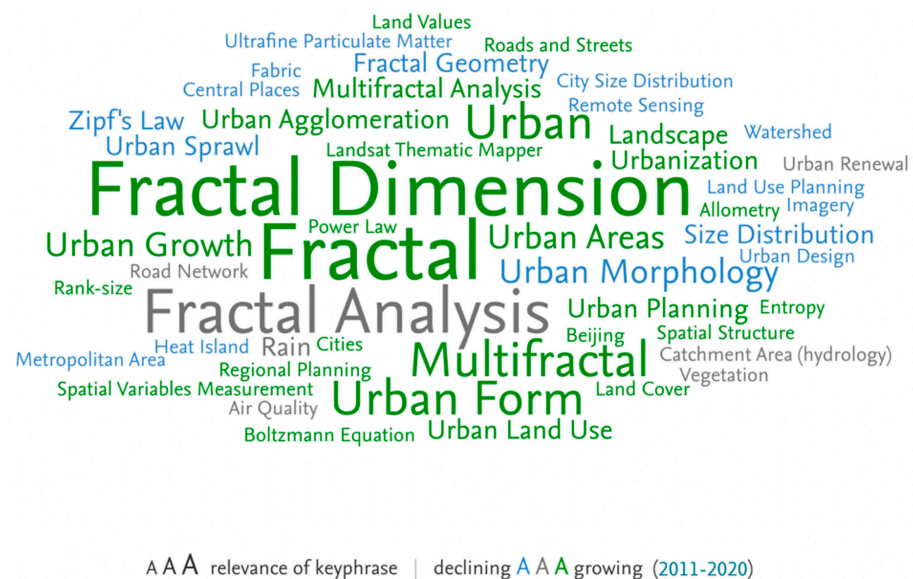 Land Values
Ultrafine Particulate Matter
Roads and Streets
Fabric
Fractal Geometry
Central Places
Multifractal Analysis
City Size Distribution
Remote Sensing
Zipf's Law
Urban Agglomeration
Urban
Landscape
Watershed
Urban Sprawl
Landsat Thematic Mapper
Urbanization
Urban Renewal
Fractal Dimension
Land Use Planning
Allometry
Imagery
Power Law
Urban Growth
Fractal
Urban Areas
Size Distribution
Urban Design
Road Network
Urban Morphology
Rank-size
Fractal Analysis
Urban Planning
Entropy
Beijing
Spatial Structure
Heat Island
Rain
Cities
Metropolitan Area
Multifractal
Catchment Area (hydrology)
Regional Planning
Vegetation
Spatial Variables Measurement
Urban Form
Land Cover
Air Quality
Boltzmann Equation
Urban Land Use
A A A relevance of keyphrase | declining A A A growing (2011-2020)